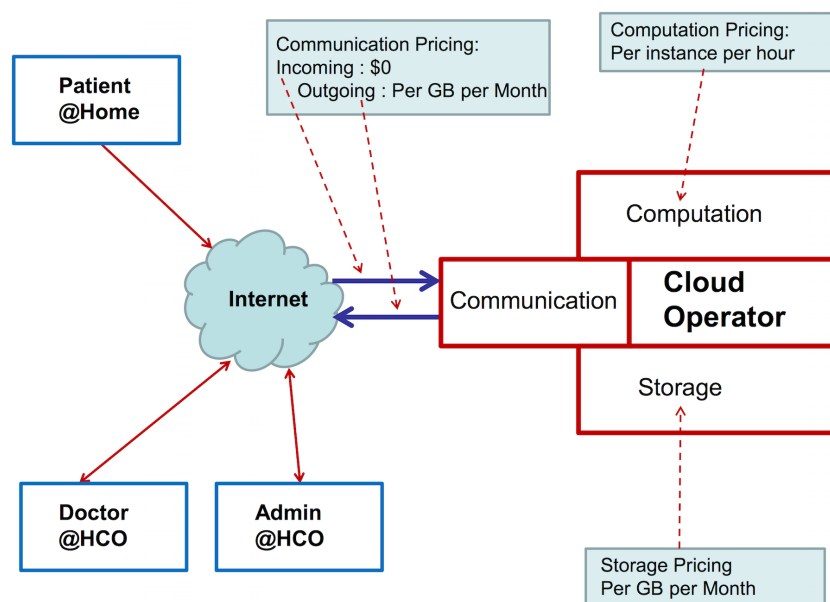 Communication Pricing:
Incoming : $0
Outgoing : Per GB per Month
Computation Pricing:
Per instance per hour
Patient
@Home
Computation
Internet
Communication
Cloud
Operator
Storage
Doctor
@HCO
Admin
@HCO
Storage Pricing
Per GB per Month